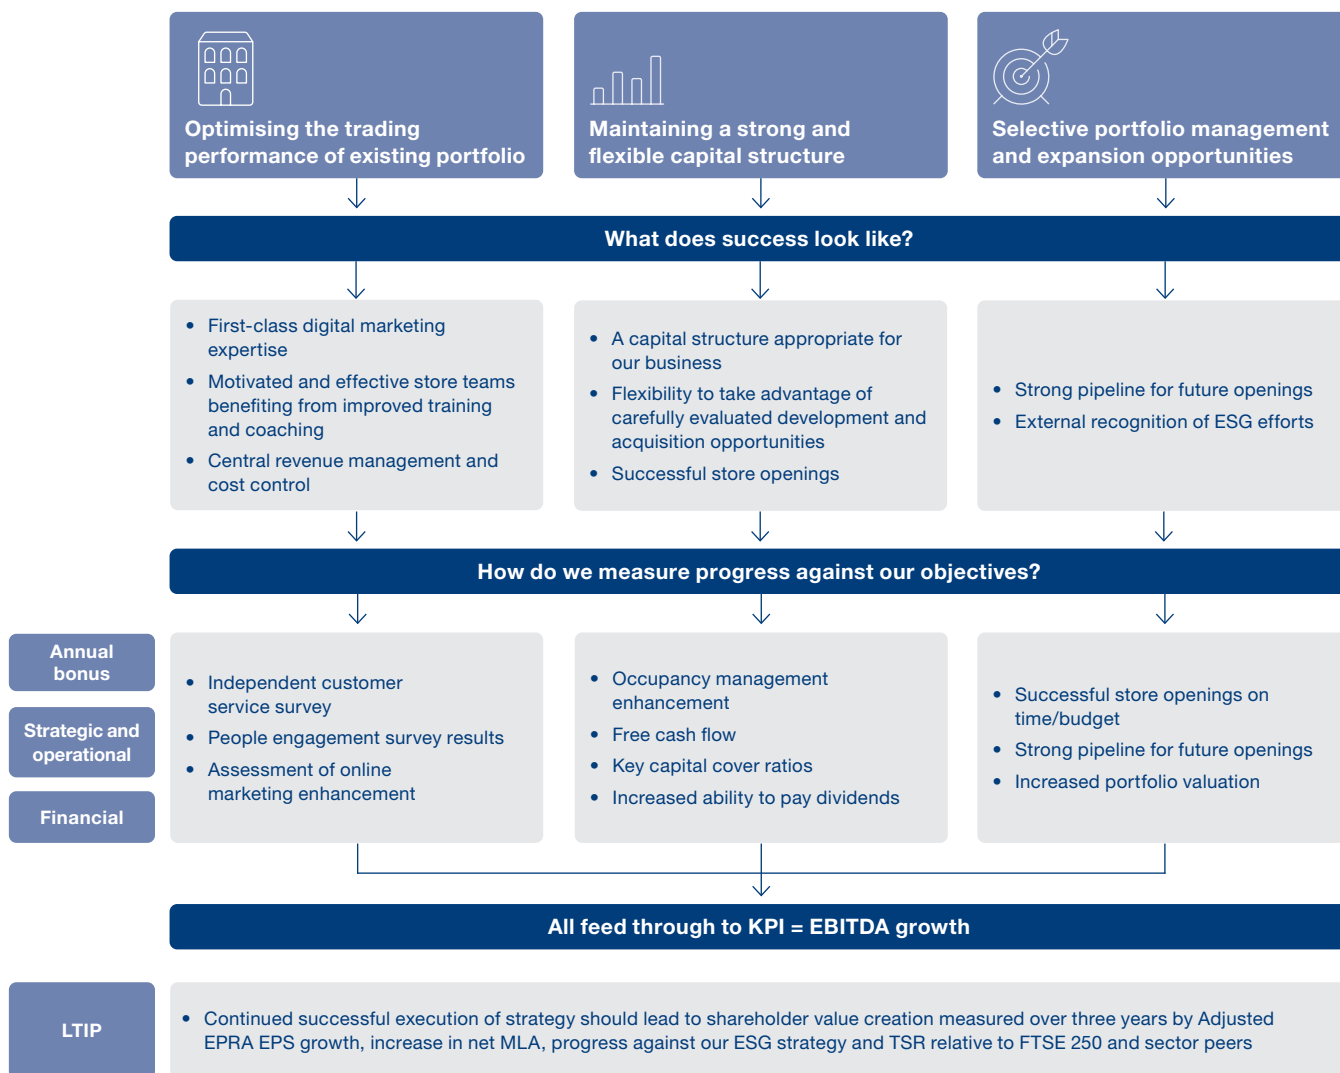 Optimising the trading
performance of existing portfolio
Maintaining a strong and
flexible capital structure
Selective portfolio management
and expansion opportunities
What does success look like?
• First-class digital marketing
expertise
• Motivated and effective store teams
benefiting from improved training
and coaching
• Central revenue management and
cost control
• A capital structure appropriate for
our business
• Flexibility to take advantage of
carefully evaluated development and
acquisition opportunities
• Successful store openings
• Strong pipeline for future openings
• External recognition of ESG efforts
How do we measure progress against our objectives?
Annual
bonus
Strategic and
operational
Financial
• Independent customer
service survey
• People engagement survey results
• Assessment of online
marketing enhancement
• Occupancy management
enhancement
• Free cash flow
• Key capital cover ratios
• Increased ability to pay dividends
• Successful store openings on
time/budget
• Strong pipeline for future openings
• Increased portfolio valuation
All feed through to KPI = EBITDA growth
LTIP
• Continued successful execution of strategy should lead to shareholder value creation measured over three years by Adjusted
EPRA EPS growth, increase in net MLA, progress against our ESG strategy and TSR relative to FTSE 250 and sector peers